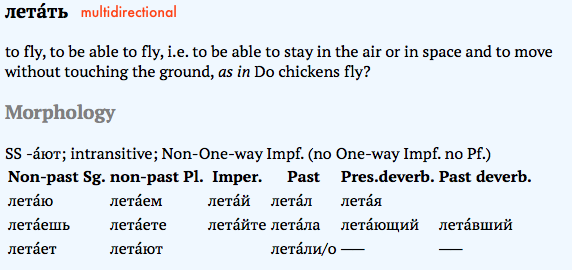 лета́ть multidirectional
to fly, to be able to fly, i.e. to be able to stay in the air or in space and to move
without touching the ground, as in Do chickens fly?
Morphology
SS -а́ют; intransitive; Non-One-way Impf. (no One-way Impf. no Pf.)
Non-past Sg. non-past Pl. Imper. Past Pres.deverb. Past deverb.
лета́ю лета́ем лета́й лета́л лета́я
лета́ешь лета́ете лета́йте лета́ла лета́ющий лета́вший
лета́ет лета́ют лета́ли/о —– —–